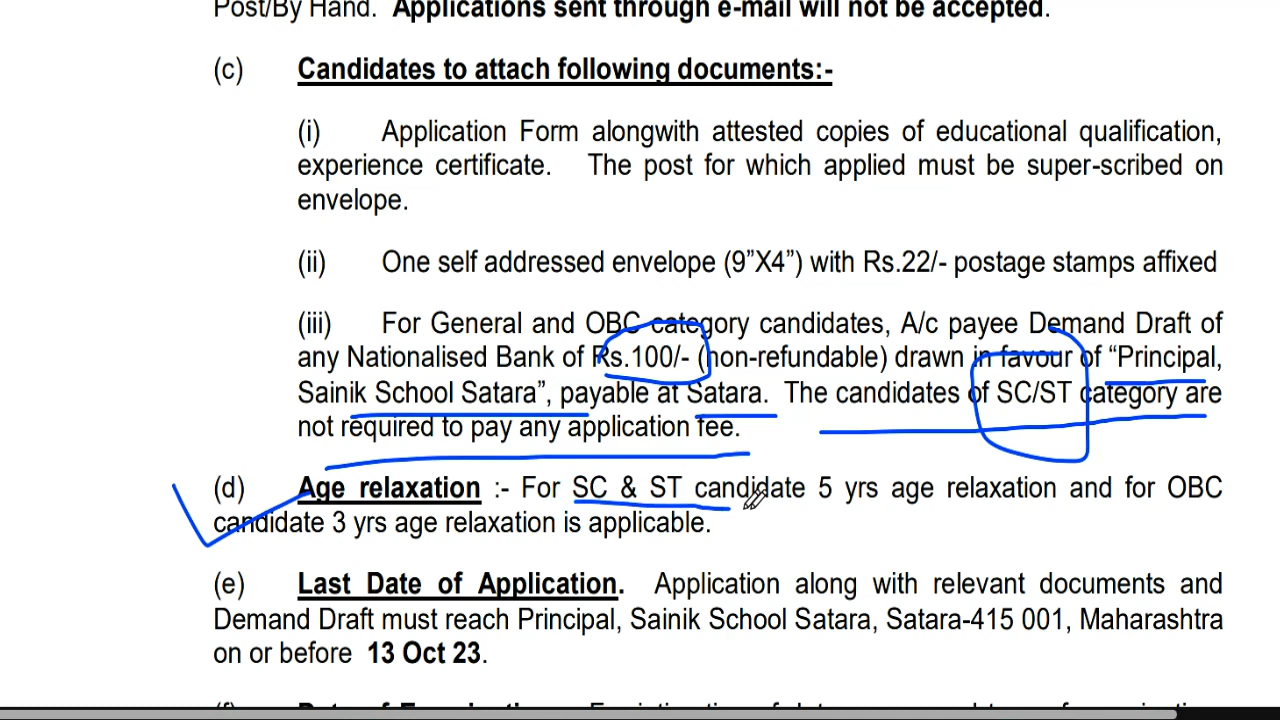 Post/By Hand. Applications sent through e-mail will not be accepted.
(c) Candidates to attach following documents:-
(i) Application Form alongwith attested copies of educational qualification,
experience certificate. The post for which applied must be super-scribed on
envelope.
(ii) One self addressed envelope (9”X4”) with Rs.22/- postage stamps affixed
(iii) For General and OBC category candidates, A/c payee Demand Draft of
any Nationalised Bank of Rs.100/- (non-refundable) drawn in favour of “Principal,
Sainik School Satara”, payable at Satara. The candidates of SC/ST category are
not required to pay any application fee.
(d) Age relaxation :- For SC & ST candidate 5 yrs age relaxation and for OBC
candidate 3 yrs age relaxation is applicable.
(e) Last Date of Application. Application along with relevant documents and
Demand Draft must reach Principal, Sainik School Satara, Satara-415 001, Maharashtra
on or before 13 Oct 23.